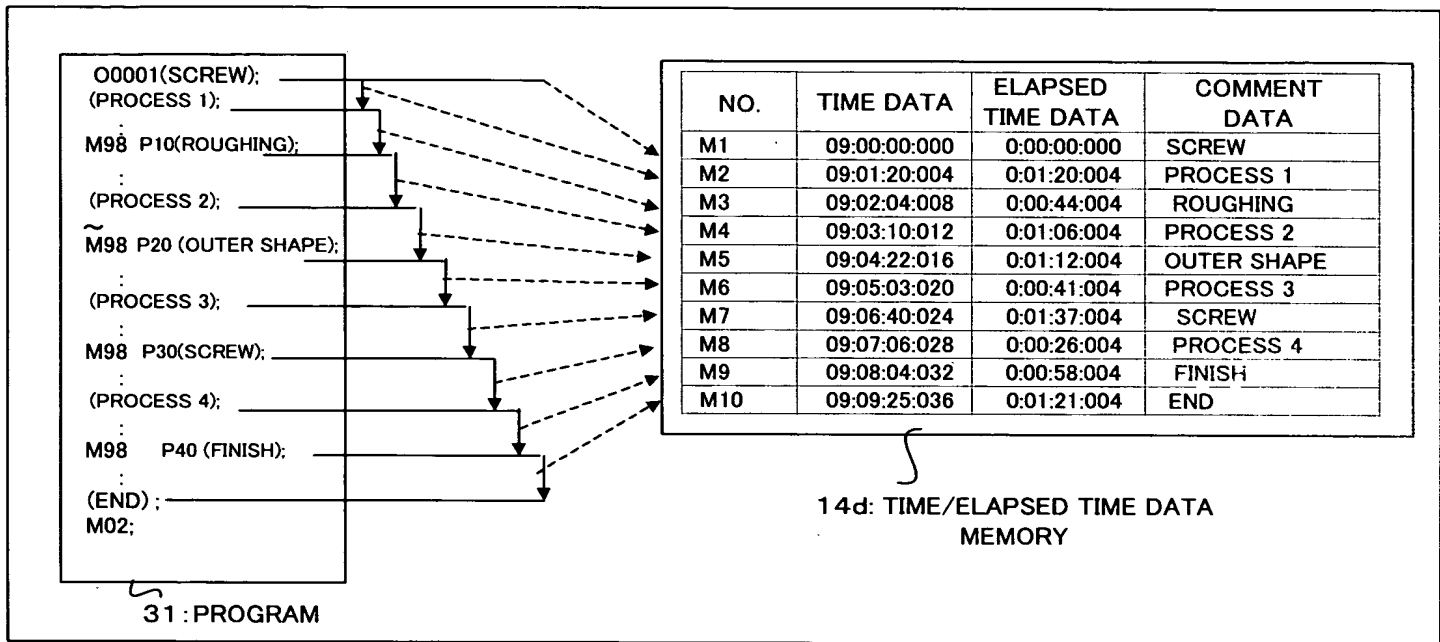 O0001(SCREW);
(PROCESS 1);
:
M98 P10(ROUGHING);
:
(PROCESS 2);
~
M98 P20 (OUTER SHAPE);
:
(PROCESS 3);
:
M98 P30(SCREW);
:
(PROCESS 4);
:
M98 P40 (FINISH);
:
(END) ;
M02;
31:PROGRAM
NO. TIME DATA ELAPSED TIME DATA COMMENT DATA
M1 09:00:00:000 0:00:00:000 SCREW
M2 09:01:20:004 0:01:20:004 PROCESS 1
M3 09:02:04:008 0:00:44:004 ROUGHING
M4 09:03:10:012 0:01:06:004 PROCESS 2
M5 09:04:22:016 0:01:12:004 OUTER SHAPE
M6 09:05:03:020 0:00:41:004 PROCESS 3
M7 09:06:40:024 0:01:37:004 SCREW
M8 09:07:06:028 0:00:26:004 PROCESS 4
M9 09:08:04:032 0:00:58:004 FINISH
M10 09:09:25:036 0:01:21:004 END
14d: TIME/ELAPSED TIME DATA
MEMORY